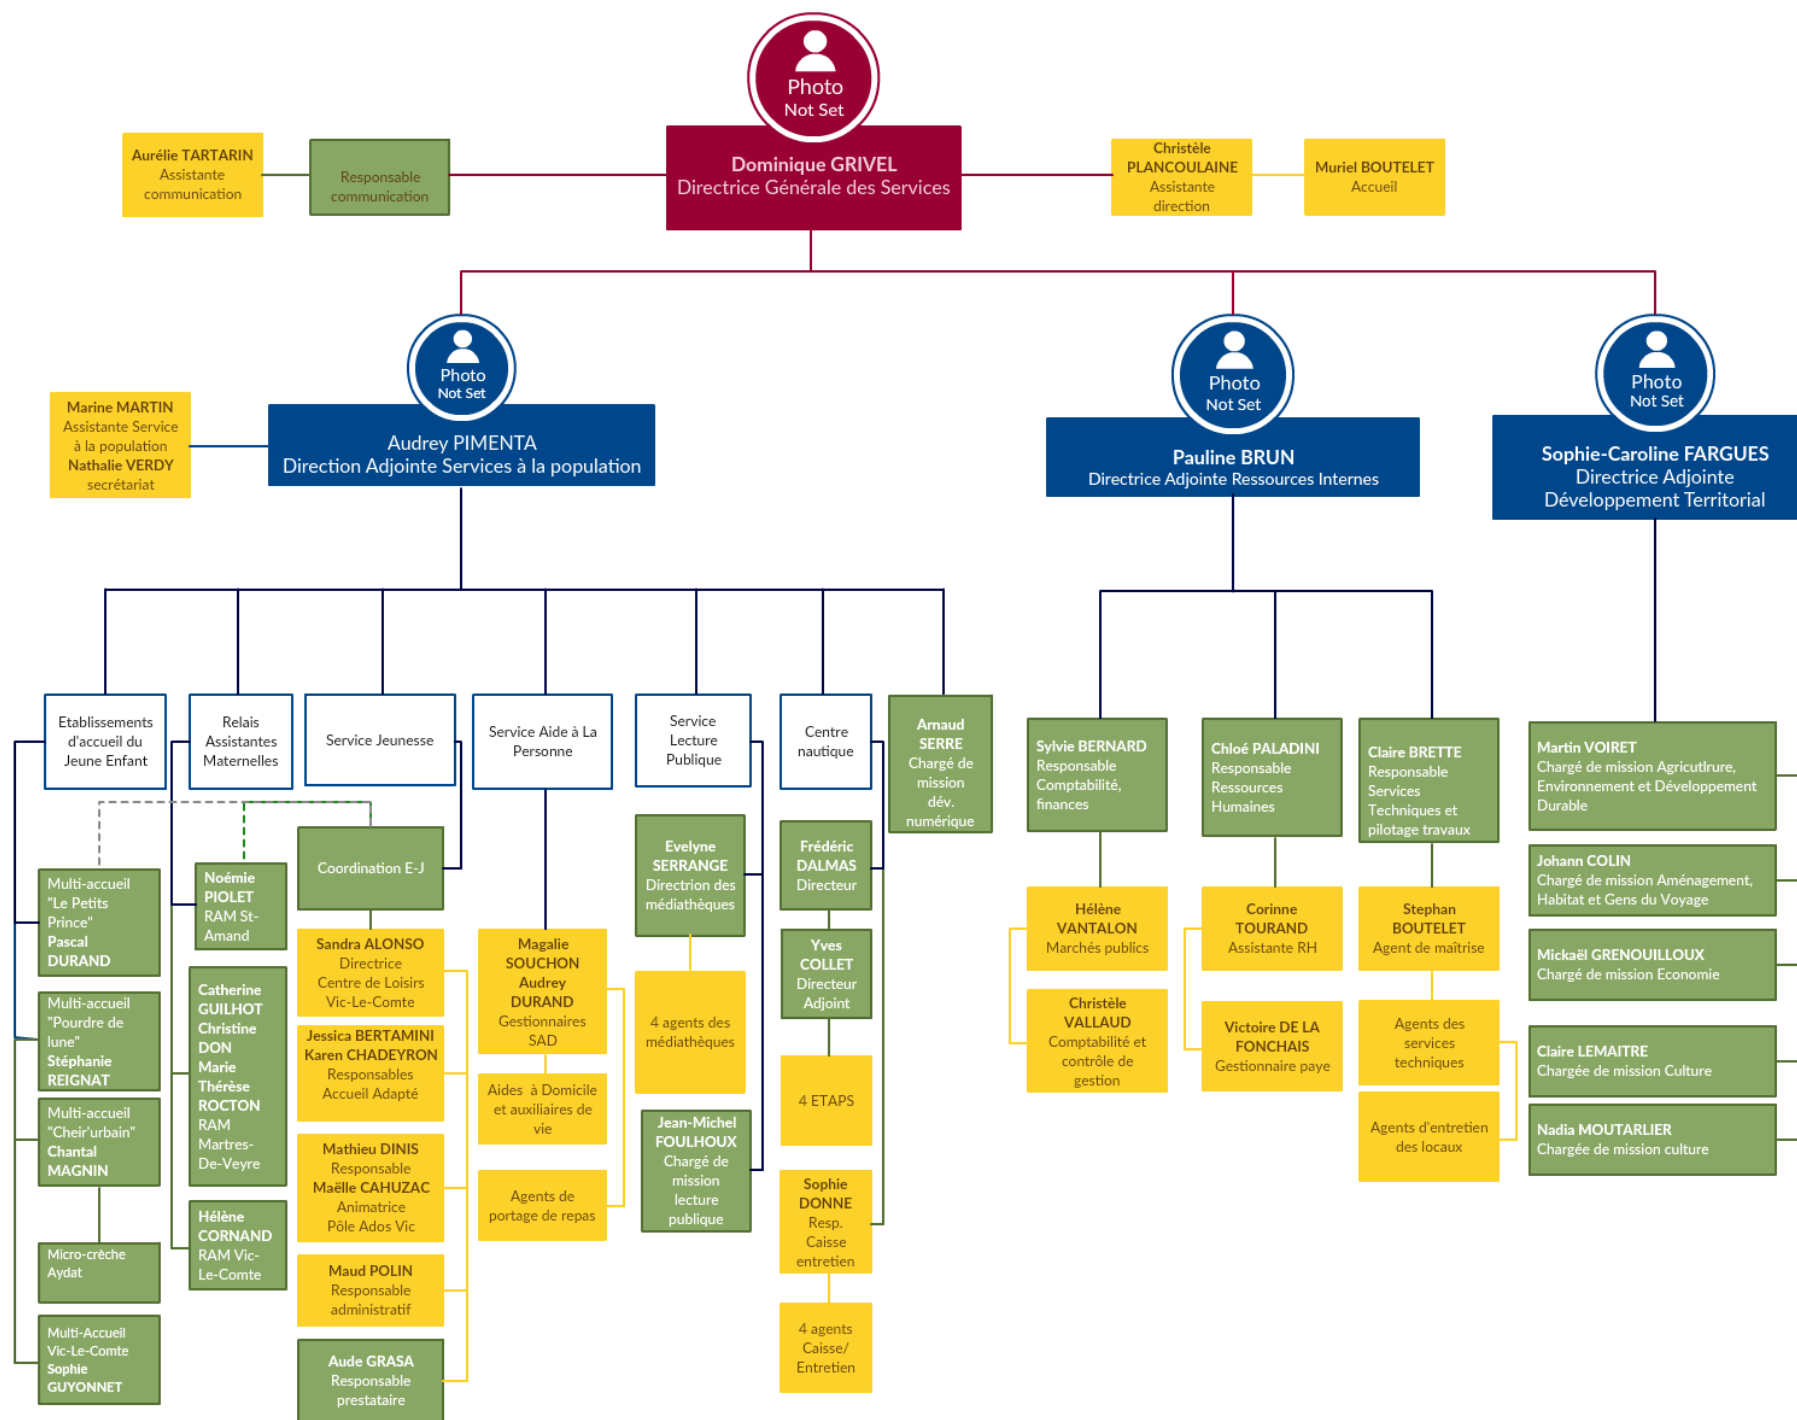 Photo
Not Set
Dominique GRIVEL
Directrice Générale des Services
Aurélie TARTARIN
Assistante
communication
Responsable
communication
Christèle
PLANCOULAINE
Assistante
direction
Muriel BOUTELET
Accueil
Photo
Not Set
Audrey PIMENTA
Direction Adjointe Services à la population
Marine MARTIN
Assistante Service
à la population
Nathalie VERDY
secrétariat
Photo
Not Set
Pauline BRUN
Directrice Adjointe Ressources Internes
Photo
Not Set
Sophie-Caroline FARGUES
Directrice Adjointe
Développement Territorial
Etablissements
d'accueil du
Jeune Enfant
Relais
Assistantes
Maternelles
Service Jeunesse
Service Aide à La
Personne
Service
Lecture
Publique
Centre
nautique
Arnaud
SERRE
Chargé de
mission
dév.
numérique
Multi-accueil
"Le Petits
Prince"
Pascal
DURAND
Multi-accueil
"Pourdre de
lune"
Stéphanie
REIGNAT
Multi-accueil
"Cheir'urbain"
Chantal
MAGNIN
Micro-crèche
Aydat
Multi-Accueil
Vic-Le-Comte
Sophie
GUYONNET
Noémie
PIOLET
RAM St-
Amand
Catherine
GUILHOT
Christine
DON
Marie
Thérèse
ROCTON
RAM
Martres-
De-Veyre
Hélène
CORNAND
RAM Vic-
Le-Comte
Coordination E-J
Sandra ALONSO
Directrice
Centre de Loisirs
Vic-Le-Comte
Jessica BERTAMINI
Karen CHADEYRON
Responsables
Accueil Adapté
Mathieu DINIS
Responsable
Maëlle CAHUZAC
Animatrice
Pôle Ados Vic
Maud POLIN
Responsable
administratif
Aude GRASA
Responsable
prestataire
Magalie
SOUCHON
Audrey
DURAND
Gestionnaires
SAD
Aides à Domicile
et auxiliaires de
vie
Agents de
portage de repas
Evelyne
SERRANGE
Directrion des
médiathèques
4 agents des
médiathèques
Jean-Michel
FOULHOUX
Chargé de
mission
lecture
publique
Frédéric
DALMAS
Directeur
Yves
COLLET
Directeur
Adjoint
4 ETAPS
Sophie
DONNE
Resp.
Caisse
entretien
4 agents
Caisse/
Entretien
Sylvie BERNARD
Responsable
Comptabilité,
finances
Hélène
VANTALON
Marchés publics
Christèle
VALLAUD
Comptabilité et
contrôle de
gestion
Chloé PALADINI
Responsable
Ressources
Humaines
Corinne
TOURAND
Assistante RH
Victoire DE LA
FONCHAIS
Gestionnaire paye
Claire BRETTE
Responsable
Services
Techniques et
pilotage travaux
Stephan
BOUTELET
Agent de maîtrise
Agents des
services
techniques
Agents d'entretien
des locaux
Martin VOIRET
Chargé de mission Agricutlrure,
Environnement et Développement
Durable
Johann COLIN
Chargé de mission Aménagement,
Habitat et Gens du Voyage
Mickaël GRENOUILLOUX
Chargé de mission Economie
Claire LEMAITRE
Chargée de mission Culture
Nadia MOUTARLIER
Chargée de mission culture